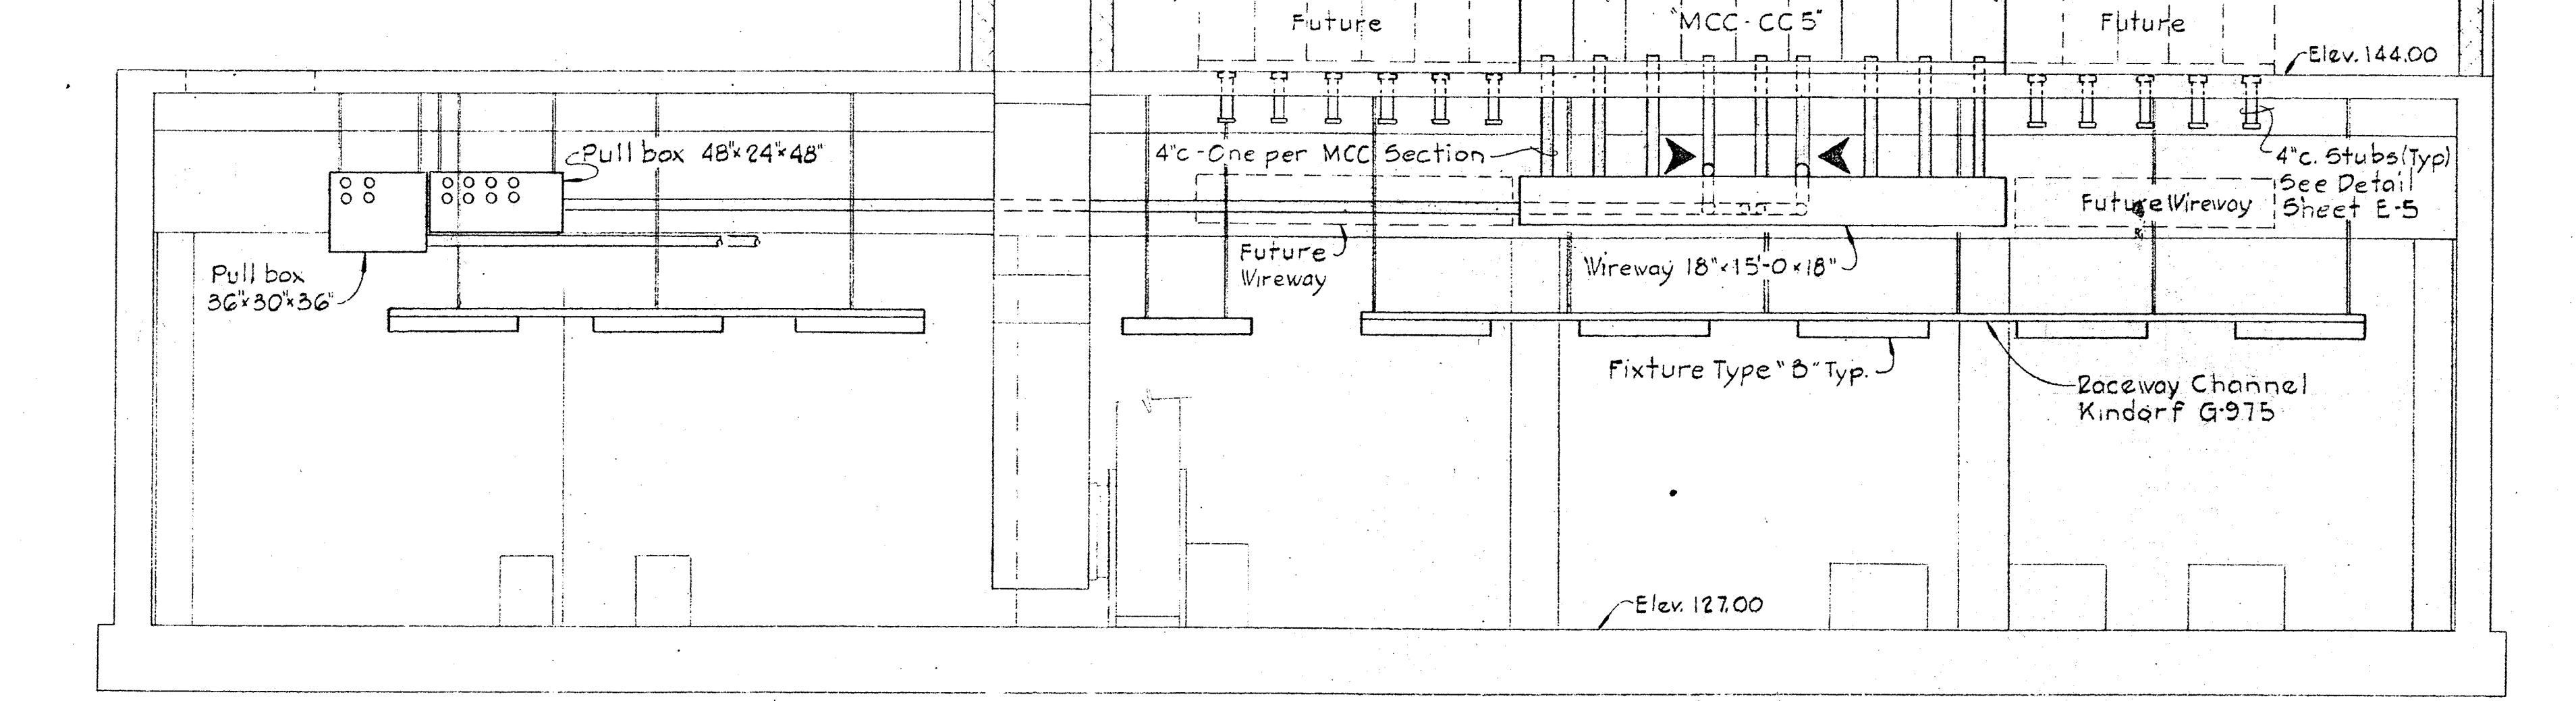 Future
"MCC-CC5"
Future
Elev. 144.00
Pull box 48"x24"x48"
4"c-One per MCC Section
4"c. Stubs (Typ)
See Detail
Sheet E-5
Future Wireway
Pull box
36"x30"x36"
Future
Wireway
Wireway 18"x15'-0x18"
Fixture Type "B" Typ.
Raceway Channel
Kindorf G-975
Elev. 127.00